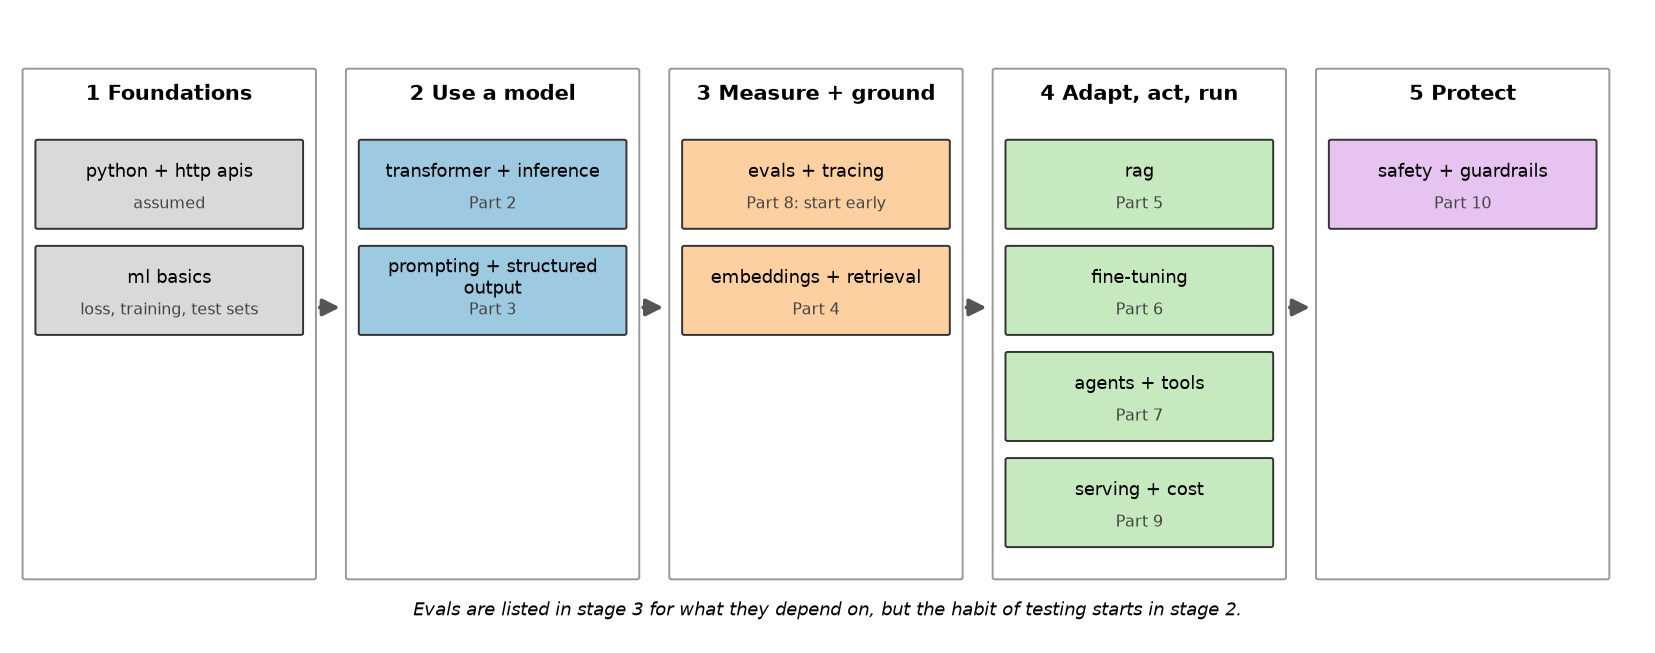 1 Foundations
python + http apis
assumed
ml basics
loss, training, test sets
2 Use a model
transformer + inference
Part 2
prompting + structured
output
Part 3
3 Measure + ground
evals + tracing
Part 8: start early
embeddings + retrieval
Part 4
4 Adapt, act, run
rag
Part 5
fine-tuning
Part 6
agents + tools
Part 7
serving + cost
Part 9
5 Protect
safety + guardrails
Part 10
Evals are listed in stage 3 for what they depend on, but the habit of testing starts in stage 2.